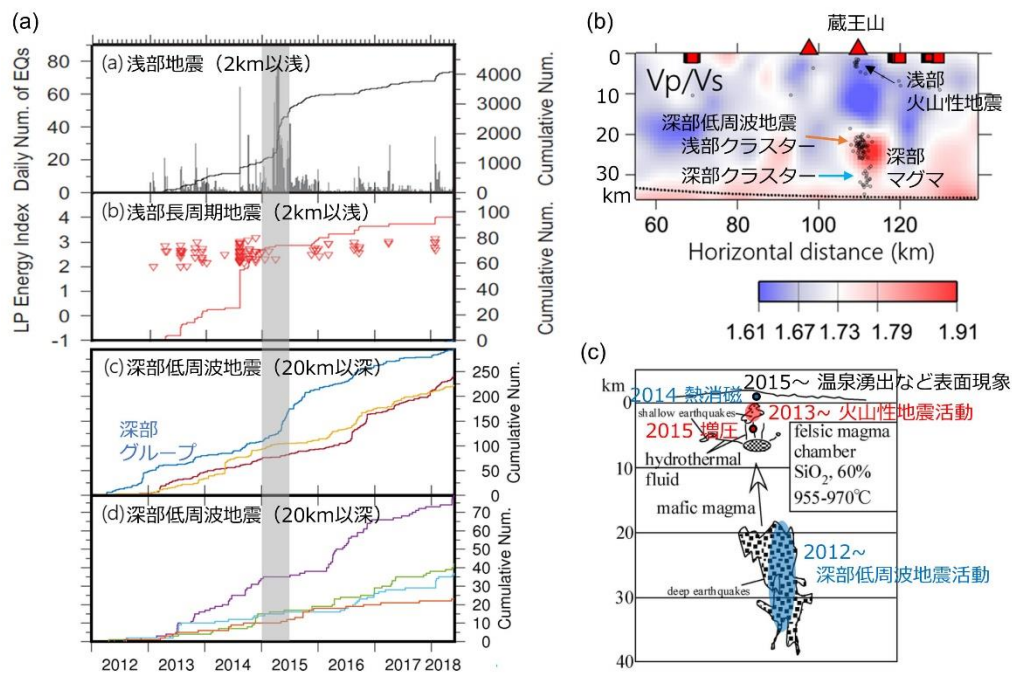 (a)
(a) 浅部地震（2km以浅）
Daily Num. of EQs
80
60
40
20
0
4000
3000
2000
1000
0
Cumulative Num.
(b) 浅部長周期地震（2km以浅）
LP Energy Index
4
3
2
1
0
-1
100
80
60
40
20
0
Cumulative Num.
(c) 深部低周波地震（20km以深）
深部
グループ
250
200
150
100
50
0
Cumulative Num.
(d) 深部低周波地震（20km以深）
70
60
50
40
30
20
10
0
Cumulative Num.
2012 2013 2014 2015 2016 2017 2018
(b)
蔵王山
Vp/Vs
浅部
火山性地震
深部低周波地震
浅部クラスター
深部クラスター
深部
マグマ
0
10
20
30
km
60 80 100 120
Horizontal distance (km)
1.61 1.67 1.73 1.79 1.91
(c)
km
2015～ 温泉湧出など表面現象
2014 熱消磁
0
shallow earthquakes
2013~ 火山性地震活動
2015 増圧
hydrothermal
fluid
felsic magma
chamber
SiO₂, 60%
955-970℃
10
mafic magma
20
2012~
深部低周波地震活動
deep earthquakes
30
40